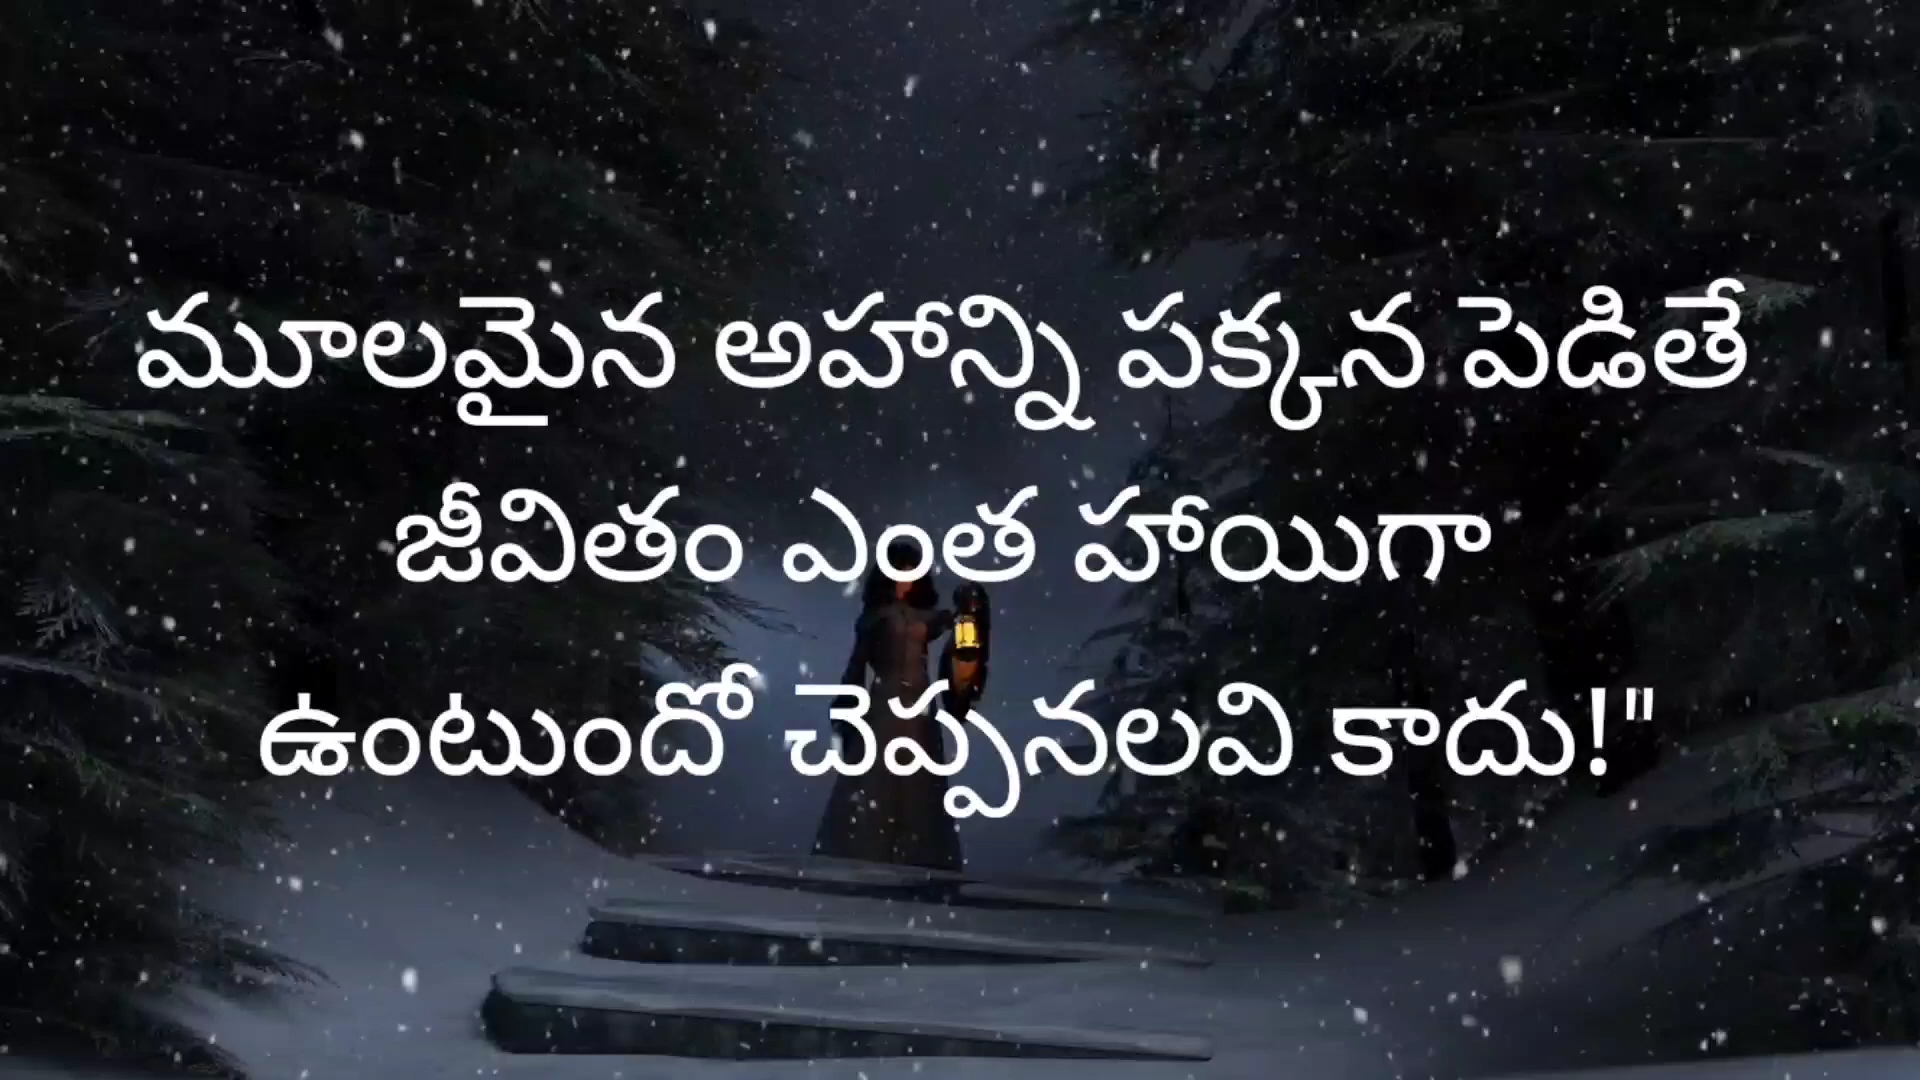 మూలమైన అహాన్ని పక్కన పెడితే
జీవితం ఎంత హాయిగా
ఉంటుందో చెప్పనలవి కాదు!"